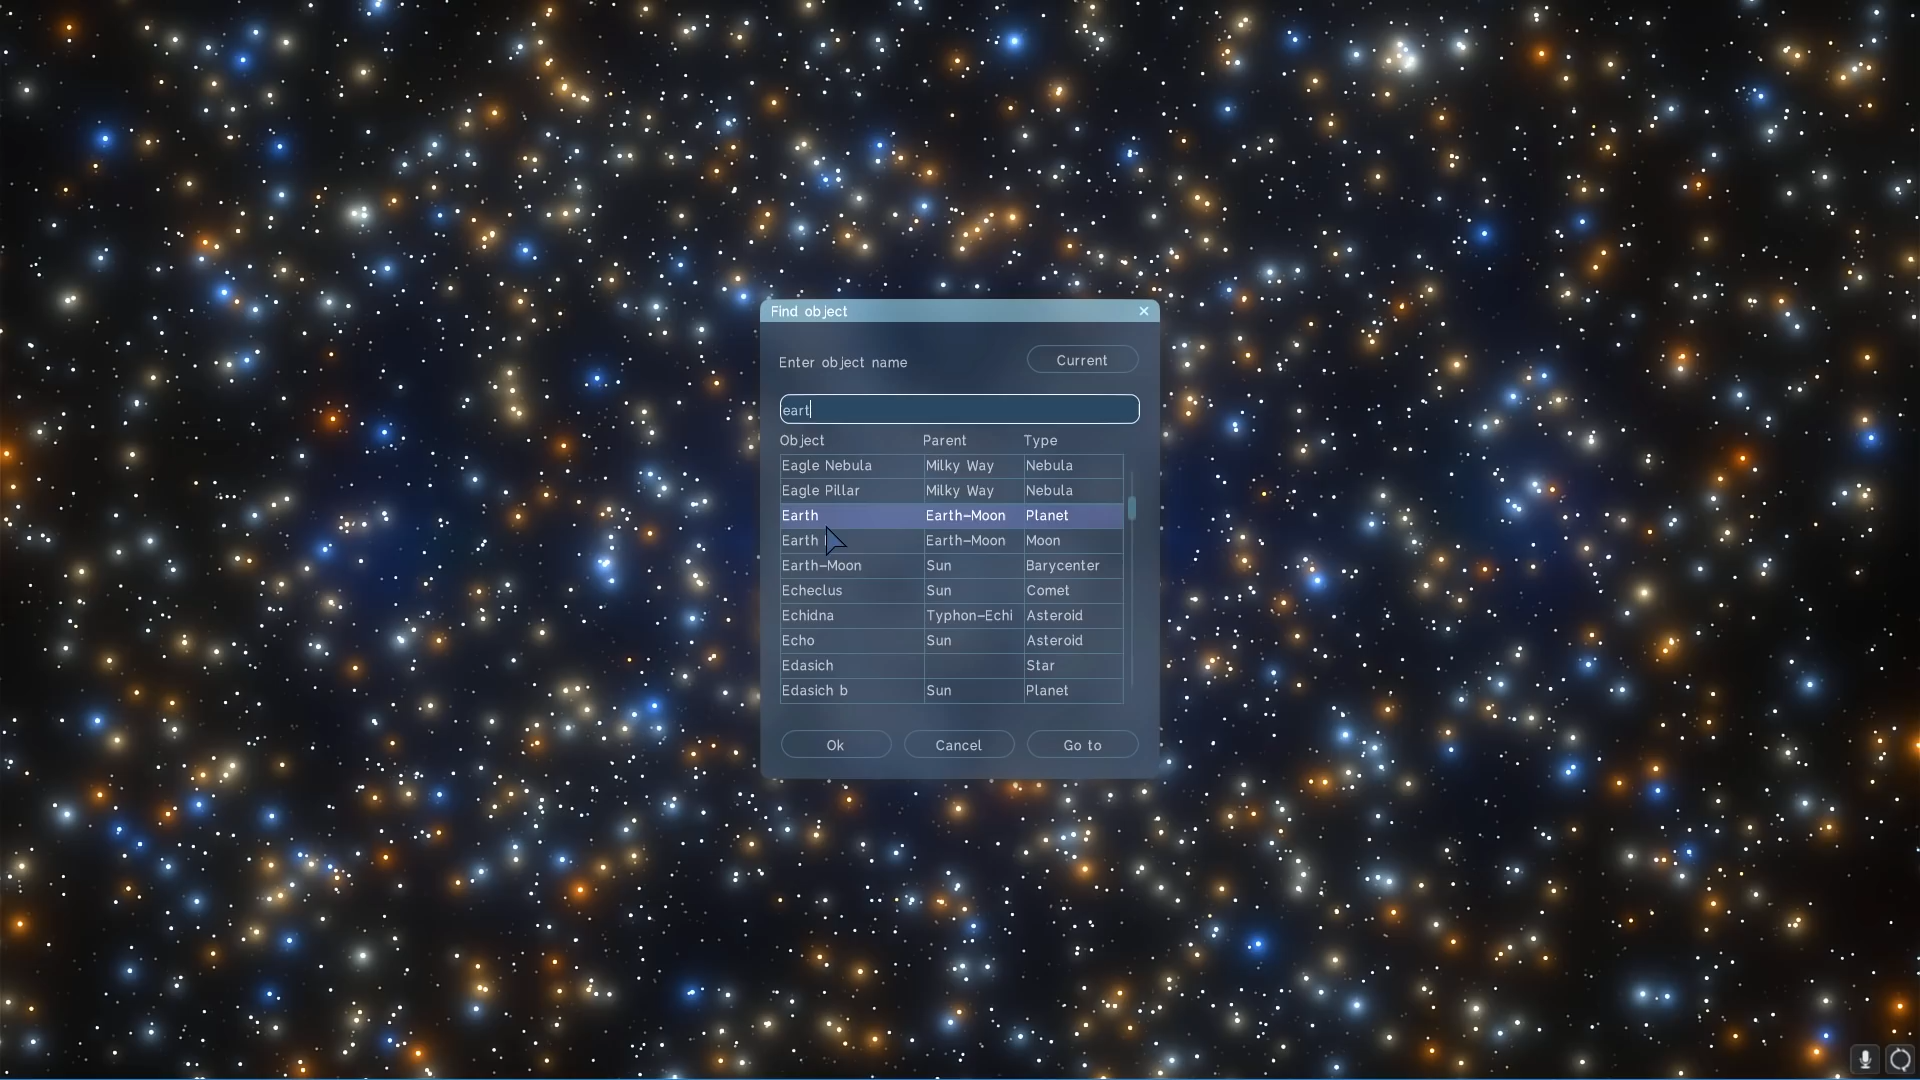 Find object
Enter object name
Current
eart
Object Parent Type
Eagle Nebula Milky Way Nebula
Eagle Pillar Milky Way Nebula
Earth Earth-Moon Planet
Earth Earth-Moon Moon
Earth-Moon Sun Barycenter
Echeclus Sun Comet
Echidna Typhon-Echi Asteroid
Echo Sun Asteroid
Edasich Star
Edasich b Sun Planet
Ok Cancel Go to